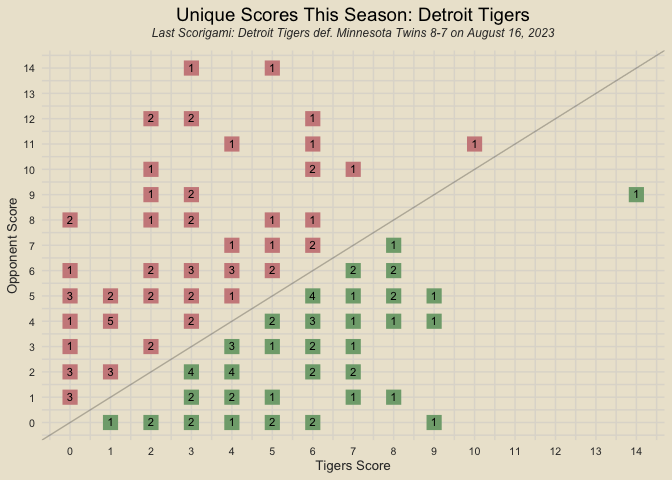 Unique Scores This Season: Detroit Tigers
Last Scorigami: Detroit Tigers def. Minnesota Twins 8-7 on August 16, 2023
Opponent Score
14 1 1
13
12 2 2 1
11 1 1 1
10 1 2 1
9 1 2 1
8 2 1 2 1 1
7 1 1 2 1
6 1 2 3 3 2 2 2
5 3 2 2 2 1 4 1 2 1
4 1 5 2 2 3 1 1 1
3 1 2 3 1 2 1
2 3 3 4 4 2 2
1 3 2 2 1 1 1
0 1 2 2 1 2 2 1
0 1 2 3 4 5 6 7 8 9 10 11 12 13 14
Tigers Score